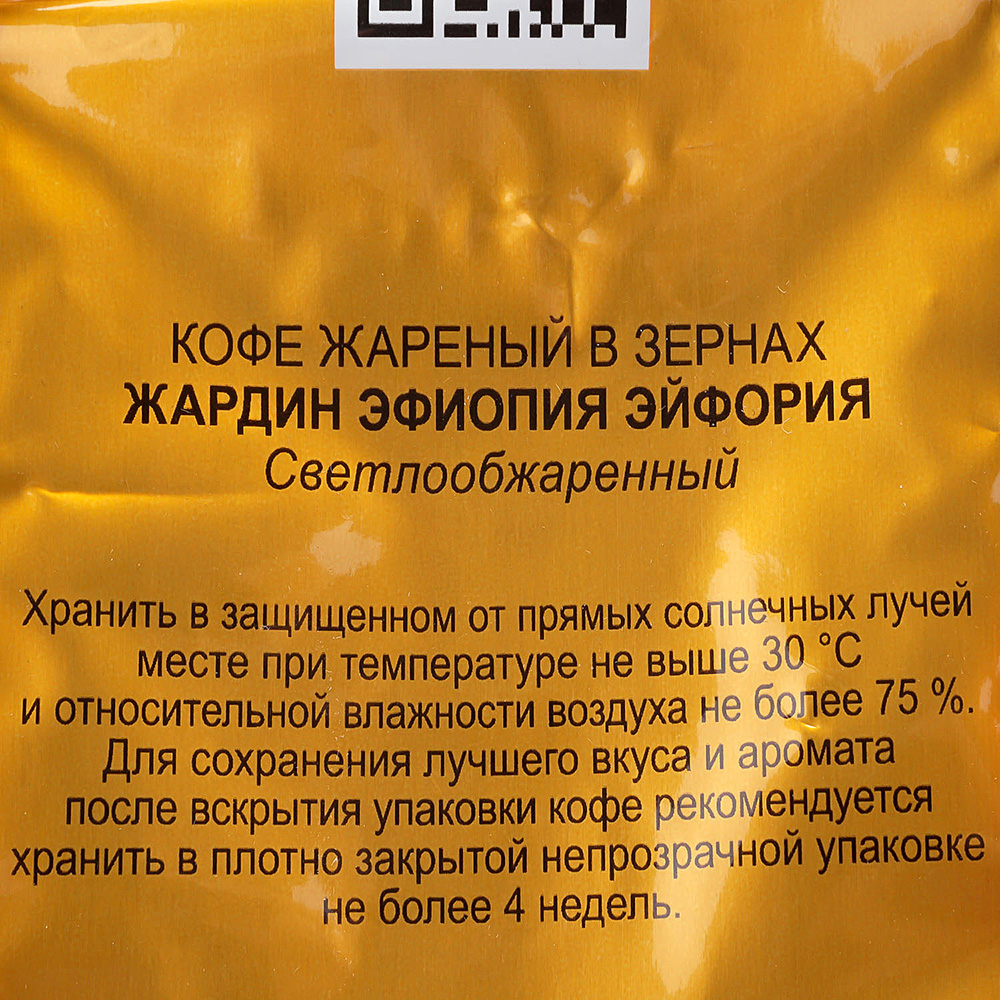 КОФЕ ЖАРЕНЫЙ В ЗЕРНАХ
ЖАРДИН ЭФИОПИЯ ЭЙФОРИЯ
Светлообжаренный
Хранить в защищенном от прямых солнечных лучей
месте при температуре не выше 30 °С
и относительной влажности воздуха не более 75 %.
Для сохранения лучшего вкуса и аромата
после вскрытия упаковки кофе рекомендуется
хранить в плотно закрытой непрозрачной упаковке
не более 4 недель.